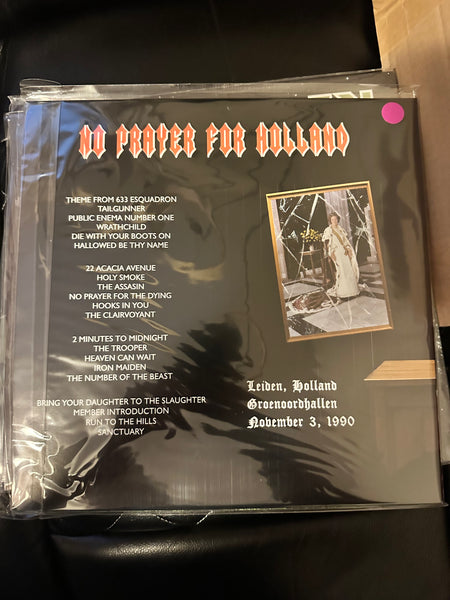 NO PRAYER FOR HOLLAND
THEME FROM 633 ESQUADRON
TAILGUNNER
PUBLIC ENEMA NUMBER ONE
WRATHCHILD
DIE WITH YOUR BOOTS ON
HALLOWED BE THY NAME
22 ACACIA AVENUE
HOLY SMOKE
THE ASSASIN
NO PRAYER FOR THE DYING
HOOKS IN YOU
THE CLAIRVOYANT
2 MINUTES TO MIDNIGHT
THE TROOPER
HEAVEN CAN WAIT
IRON MAIDEN
THE NUMBER OF THE BEAST
BRING YOUR DAUGHTER TO THE SLAUGHTER
MEMBER INTRODUCTION
RUN TO THE HILLS
SANCTUARY
Leiden, Holland
Groenoordhallen
November 3, 1990